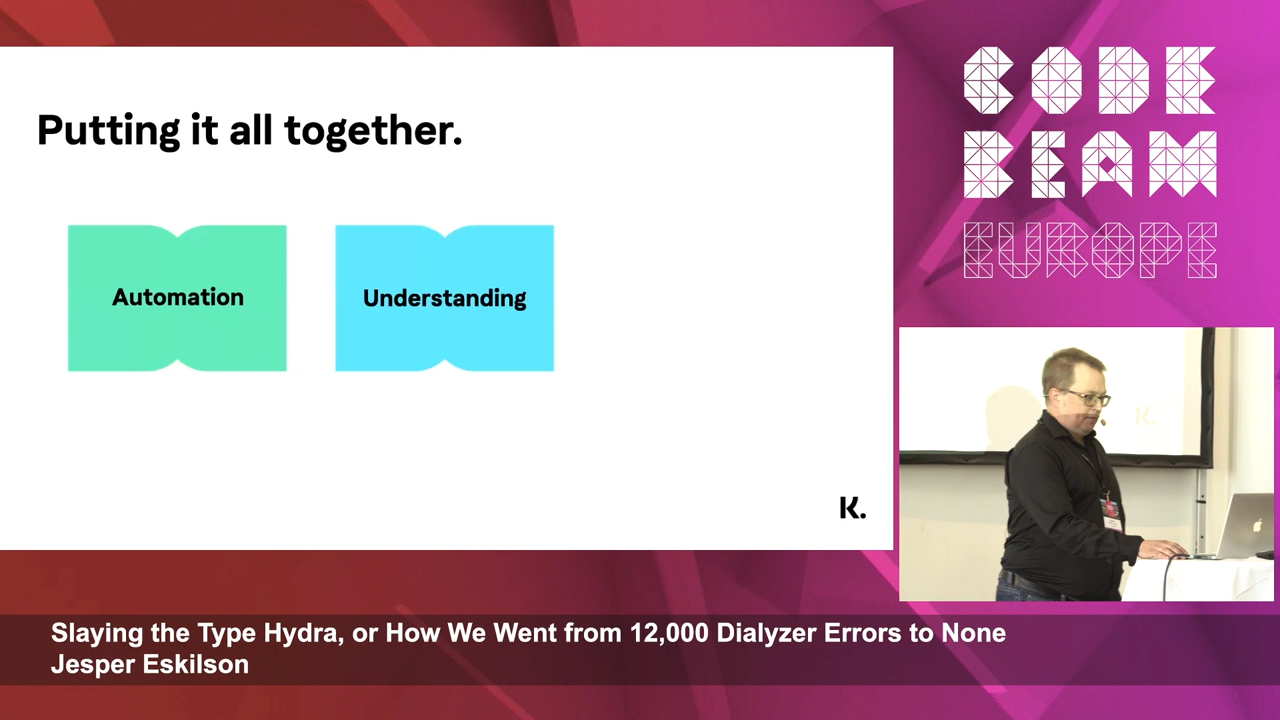 Putting it all together.
Automation
Understanding
K.
CODE
BEAM
EUROPE
K.
Slaying the Type Hydra, or How We Went from 12,000 Dialyzer Errors to None
Jesper Eskilson